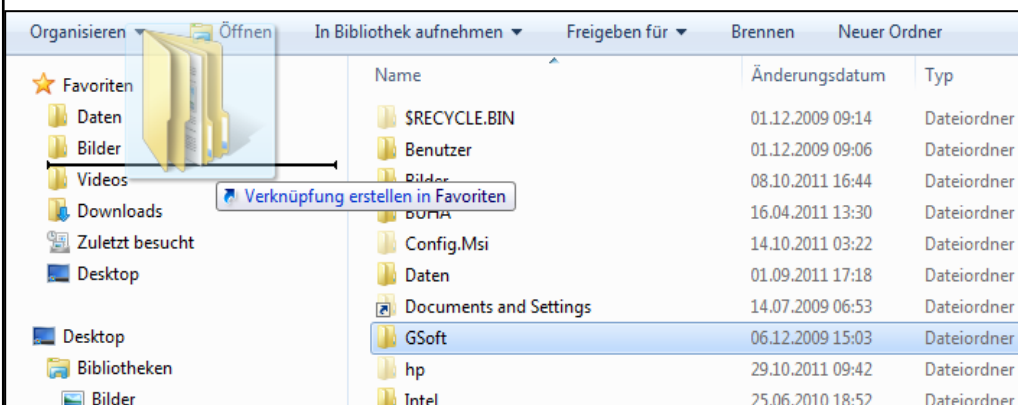 Organisieren Öffnen In Bibliothek aufnehmen Freigeben für Brennen Neuer Ordner
Favoriten
Daten
Bilder
Videos
Downloads
Zuletzt besucht
Desktop
Desktop
Bibliotheken
Bilder
Verknüpfung erstellen in Favoriten
Name Änderungsdatum Typ
$RECYCLE.BIN 01.12.2009 09:14 Dateiordner
Benutzer 01.12.2009 09:06 Dateiordner
Bilder 08.10.2011 16:44 Dateiordner
BUHA 16.04.2011 13:30 Dateiordner
Config.Msi 14.10.2011 03:22 Dateiordner
Daten 01.09.2011 17:18 Dateiordner
Documents and Settings 14.07.2009 06:53 Dateiordner
GSoft 06.12.2009 15:03 Dateiordner
hp 29.10.2011 09:42 Dateiordner
Intel 25.06.2010 18:52 Dateiordner